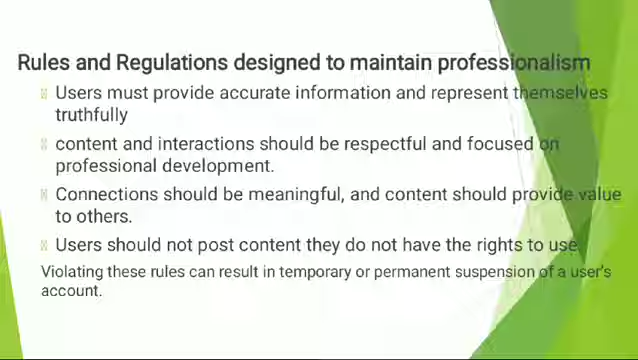 Rules and Regulations designed to maintain professionalism
Users must provide accurate information and represent themselves
truthfully
content and interactions should be respectful and focused on
professional development.
Connections should be meaningful, and content should provide value
to others.
Users should not post content they do not have the rights to use.
Violating these rules can result in temporary or permanent suspension of a user's
account.